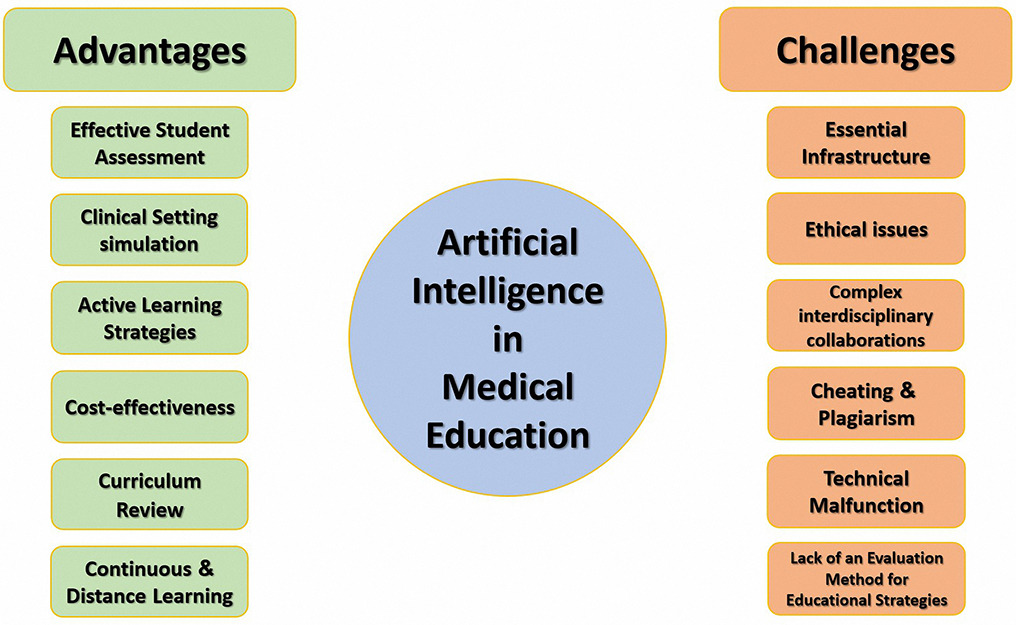 Advantages
Effective Student
Assessment
Clinical Setting
simulation
Active Learning
Strategies
Cost-effectiveness
Curriculum
Review
Continuous &
Distance Learning
Artificial
Intelligence
in
Medical
Education
Challenges
Essential
Infrastructure
Ethical issues
Complex
interdisciplinary
collaborations
Cheating &
Plagiarism
Technical
Malfunction
Lack of an Evaluation
Method for
Educational Strategies